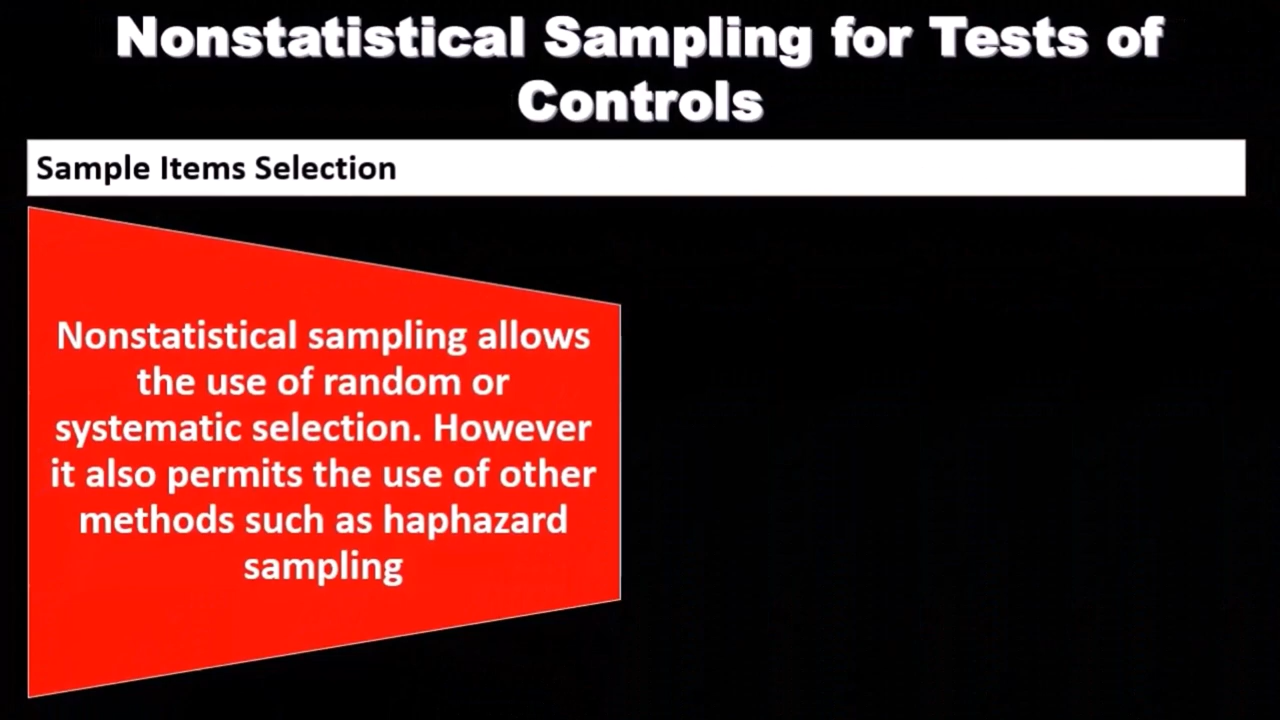 Nonstatistical Sampling for Tests of
Controls
Sample Items Selection
Nonstatistical sampling allows
the use of random or
systematic selection. However
it also permits the use of other
methods such as haphazard
sampling